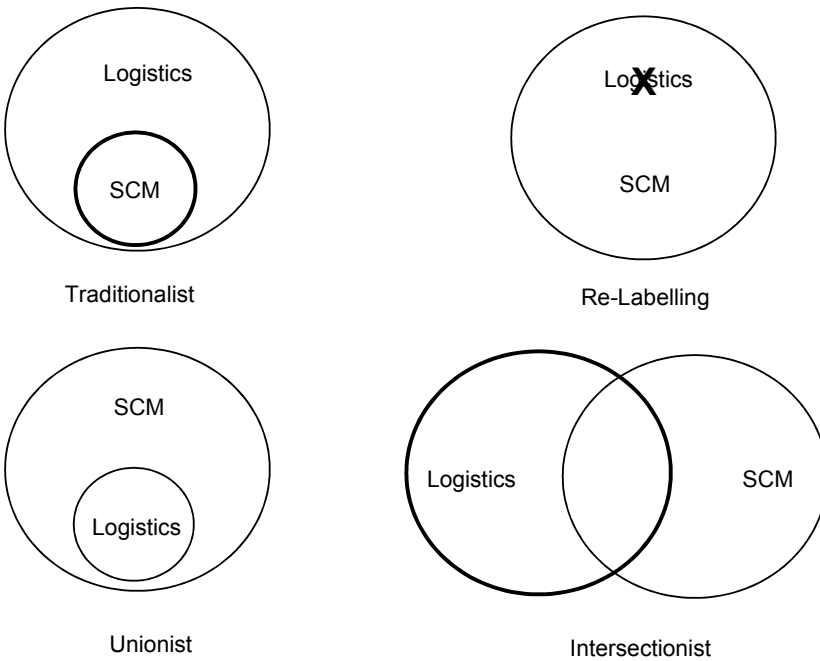 Logistics
SCM
Traditionalist
Logistics
X
SCM
Re-Labelling
SCM
Logistics
Unionist
Logistics
SCM
Intersectionist